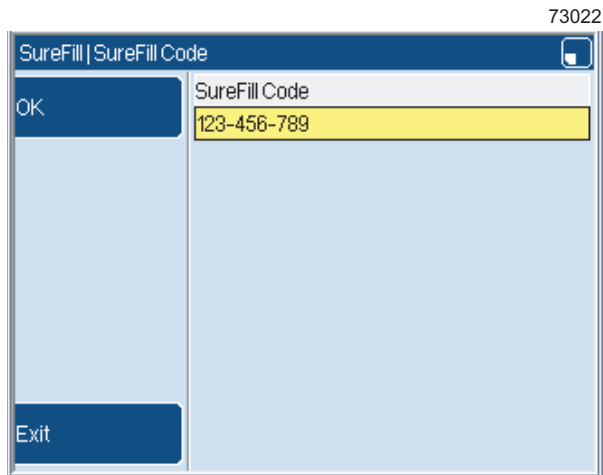 73022
SureFill | SureFill Code
OK
SureFill Code
123-456-789
Exit